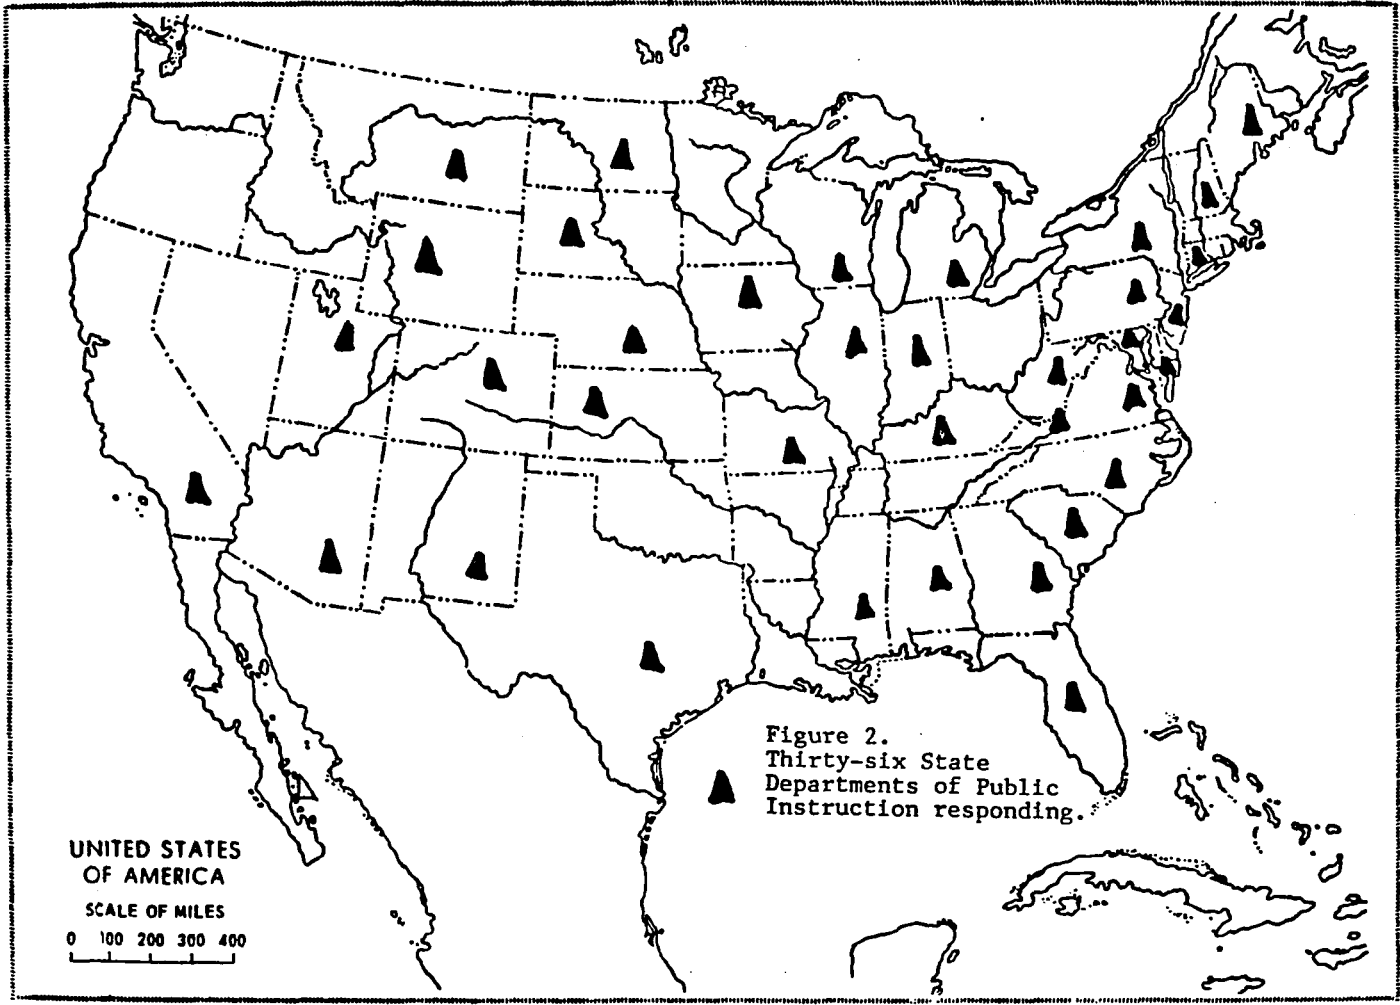 Figure 2.
Thirty-six State
Departments of Public
Instruction responding.
UNITED STATES
OF AMERICA
SCALE OF MILES
0 100 200 300 400